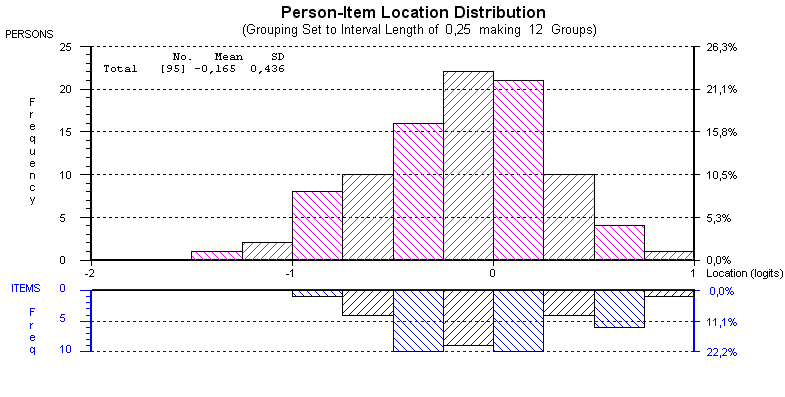 Person-Item Location Distribution
(Grouping Set to Interval Length of 0,25 making 12 Groups)
PERSONS
No. Mean SD
Total [95] -0,165 0,436
Frequency
25
20
15
10
5
0
26,3%
21,1%
15,8%
10,5%
5,3%
0,0%
-2 -1 0 1 Location (logits)
ITEMS
Freq
0
5
10
0,0%
11,1%
22,2%